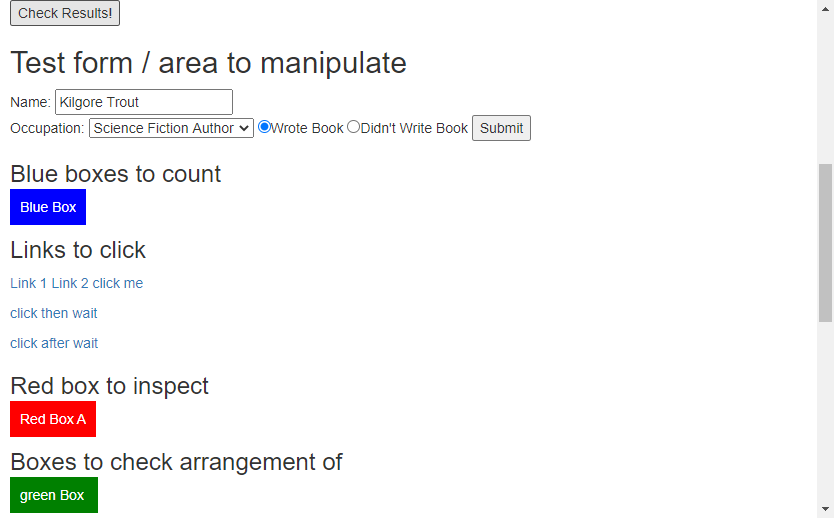 Check Results!
Test form / area to manipulate
Name: Kilgore Trout
Occupation: Science Fiction Author Wrote Book Didn't Write Book Submit
Blue boxes to count
Blue Box
Links to click
Link 1 Link 2 click me
click then wait
click after wait
Red box to inspect
Red Box A
Boxes to check arrangement of
green Box